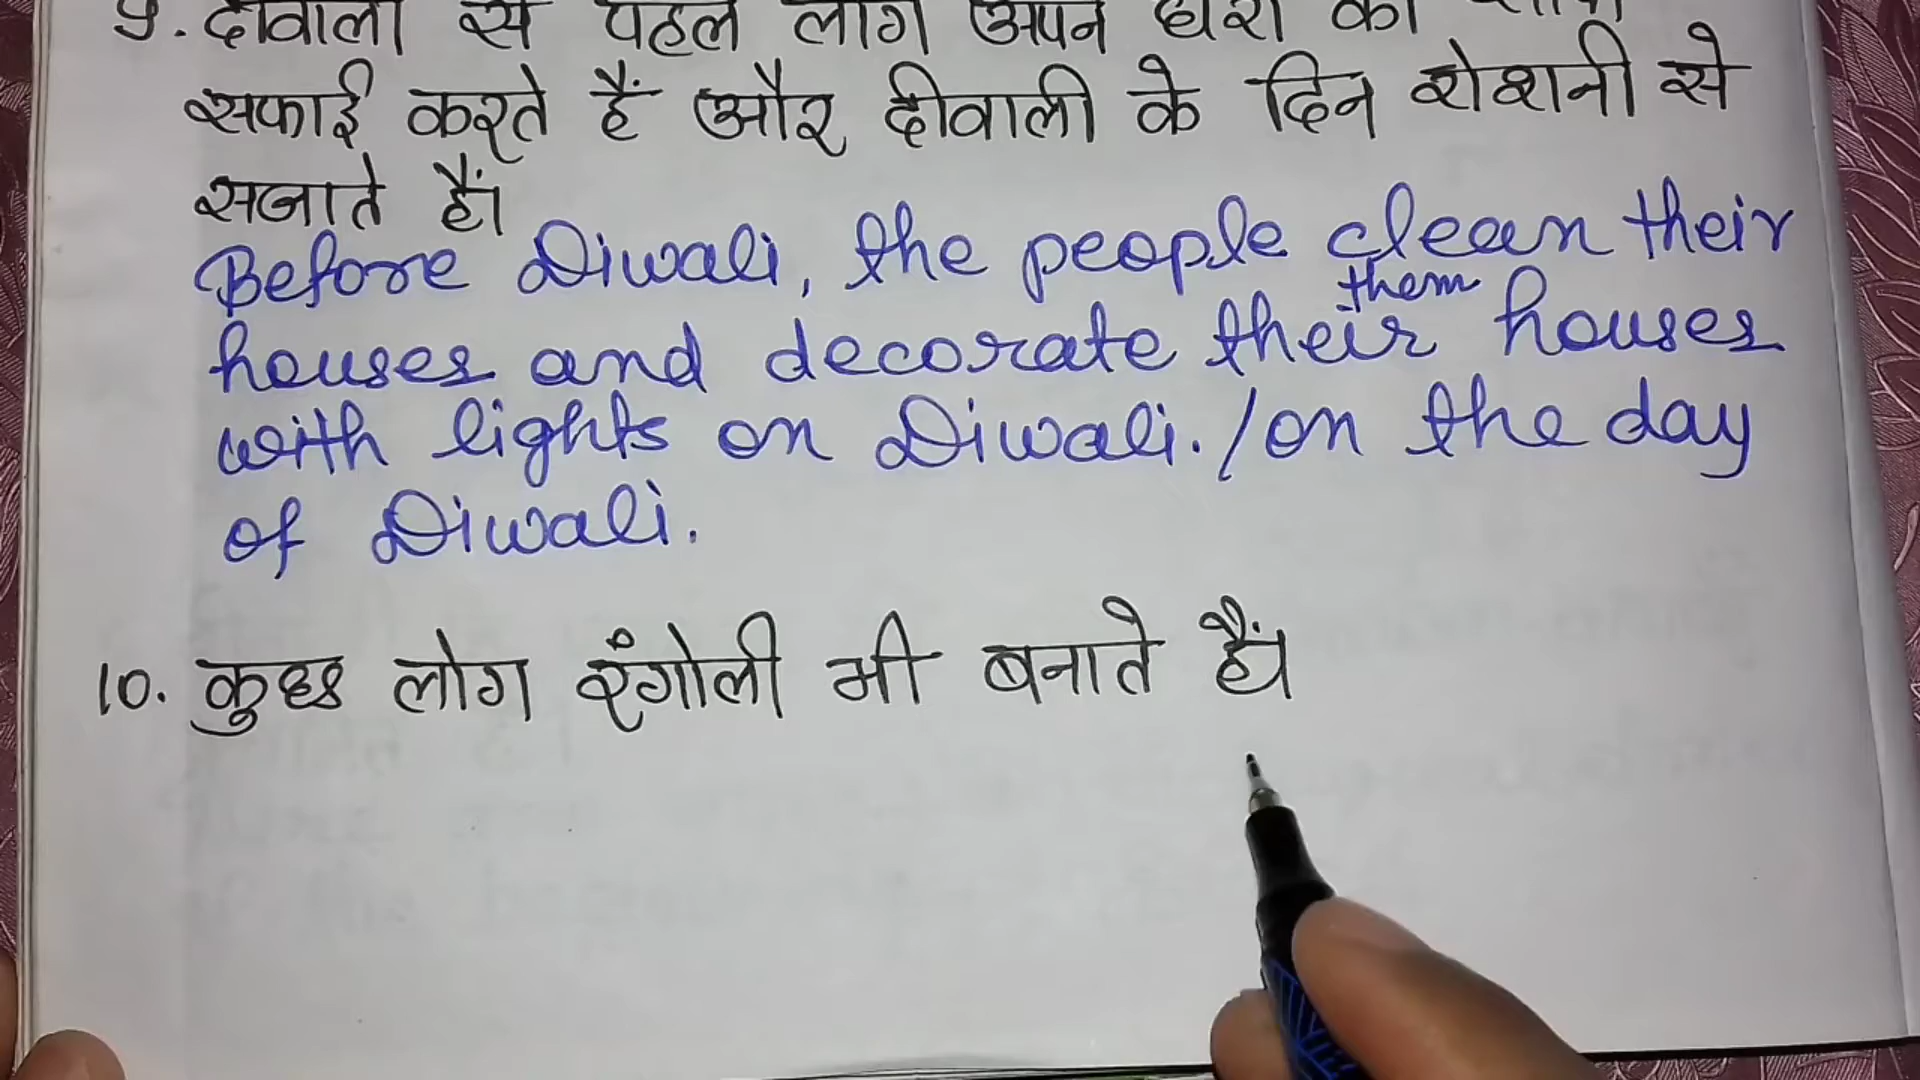 9. दीवाली से पहले लोग अपने घरों की
सफाई करते हैं और दीवाली के दिन रोशनी से
सजाते हैं।
Before Diwali, the people clean their
them
houses and decorate their houses
with lights on Diwali. / on the day
of Diwali.
10. कुछ लोग रंगोली भी बनाते हैं।